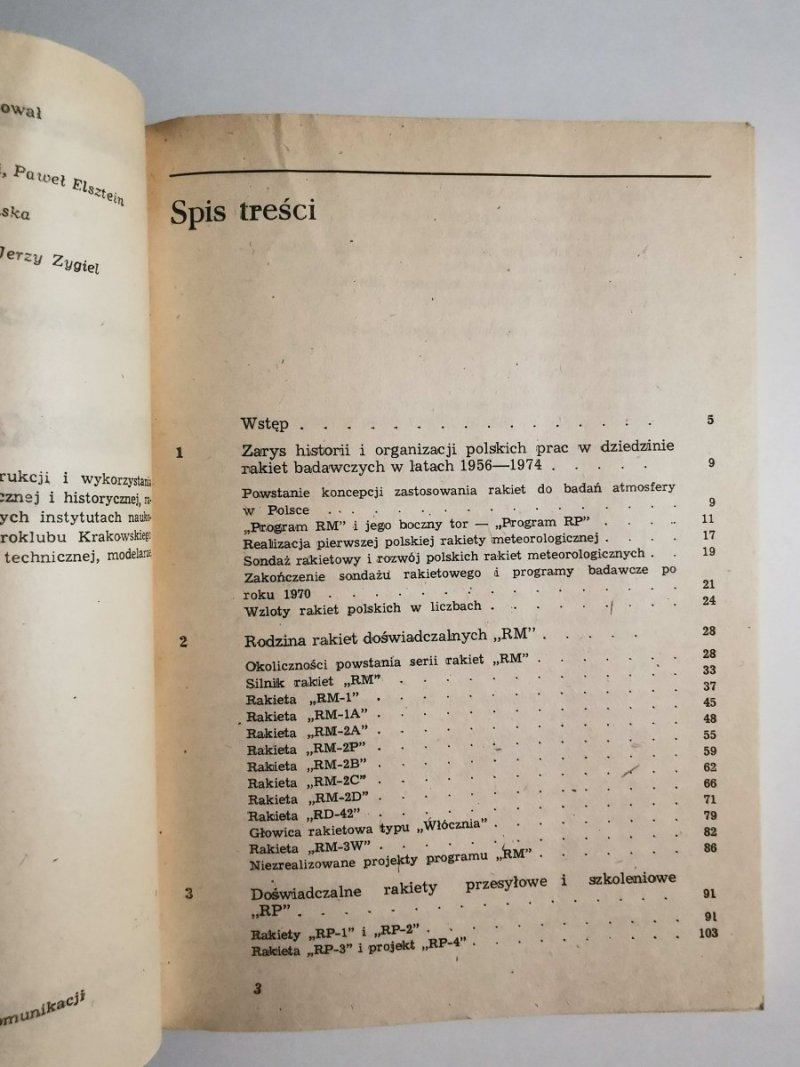 ował
i, Paweł Elsztein
ska
Jerzy Zygiel
rukcji i wykorzystania
cznej i historycznej,
ych instytutach nauko-
roklubu Krakowskiego
technicznej, modelarze
omunikacji
Spis treści
Wstęp . . . . . . . . . . . . . . . 5
1 Zarys historii i organizacji polskich prac w dziedzinie
rakiet badawczych w latach 1956—1974 . . . . . 9
Powstanie koncepcji zastosowania rakiet do badań atmosfery
w Polsce . . . . . . . . . . . . . . 9
„Program RM” i jego boczny tor — „Program RP” . . . . 11
Realizacja pierwszej polskiej rakiety meteorologicznej . . . . 17
Sondaż rakietowy i rozwój polskich rakiet meteorologicznych . . 19
Zakończenie sondażu rakietowego i programy badawcze po
roku 1970 . . . . . . . . . . . . . 21
Wzloty rakiet polskich w liczbach . . . . . . . . 24
2 Rodzina rakiet doświadczalnych „RM” . . . . . 28
Okoliczności powstania serii rakiet „RM” . . . . . . 28
Silnik rakiet „RM” . . . . . . . . . . . 33
Rakieta „RM-1” . . . . . . . . . . . . 37
Rakieta „RM-1A” . . . . . . . . . . . . 45
Rakieta „RM-2A” . . . . . . . . . . . . 48
Rakieta „RM-2P” . . . . . . . . . . . . 55
Rakieta „RM-2B” . . . . . . . . . . . . 59
Rakieta „RM-2C” . . . . . . . . . . . . 62
Rakieta „RM-2D” . . . . . . . . . . . . 66
Rakieta „RD-42” . . . . . . . . . . . . 71
Głowica rakietowa typu „Włócznia” . . . . . . . . 79
Rakieta „RM-3W” . . . . . . . . . . . . 82
Niezrealizowane projekty programu „RM” . . . . . . 86
3 Doświadczalne rakiety przesyłowe i szkoleniowe
„RP” . . . . . . . . . . . . . . 91
Rakiety „RP-1” i „RP-2” . . . . . . . . . . 91
Rakieta „RP-3” i projekt „RP-4” . . . . . . . . 103
3